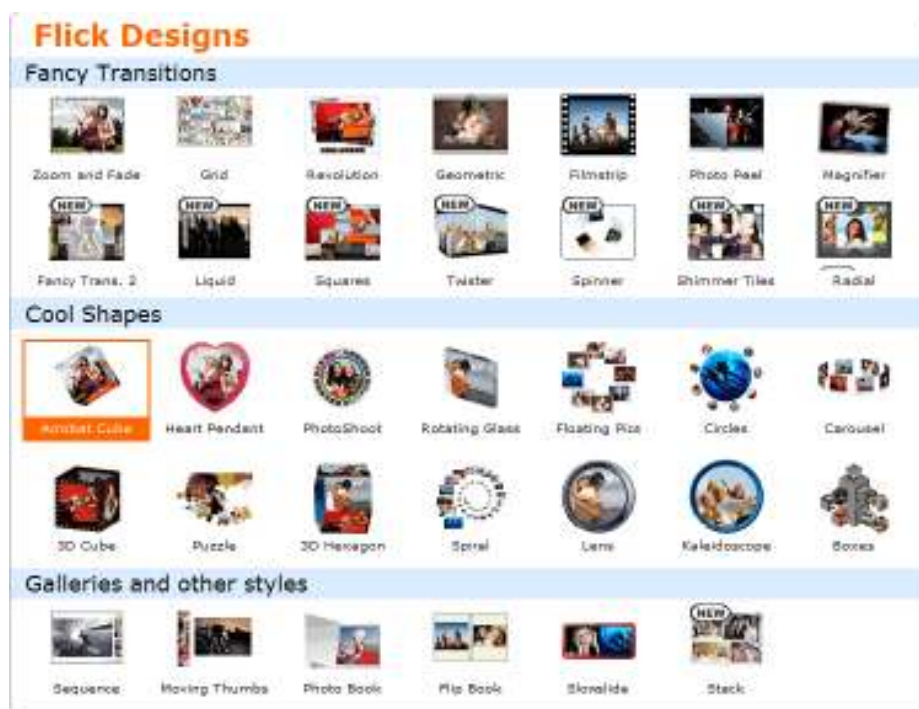 Flick Designs
Fancy Transitions
Zoom and Fade Grid Revolution Geometric Filmstrip Photo Peel Magnifier
NEW NEW NEW NEW NEW NEW NEW
Fancy Trans. 2 Liquid Squares Twister Spinner Shimmer Tiles Radial
Cool Shapes
Acrobat Cube Heart Pendant PhotoShoot Rotating Glass Floating Pics Circles Carousel
3D Cube Puzzle 3D Hexagon Spiral Lens Kaleidoscope Boxes
Galleries and other styles
NEW
Sequence Moving Thumbs Photo Book Flip Book Slowslide Stack